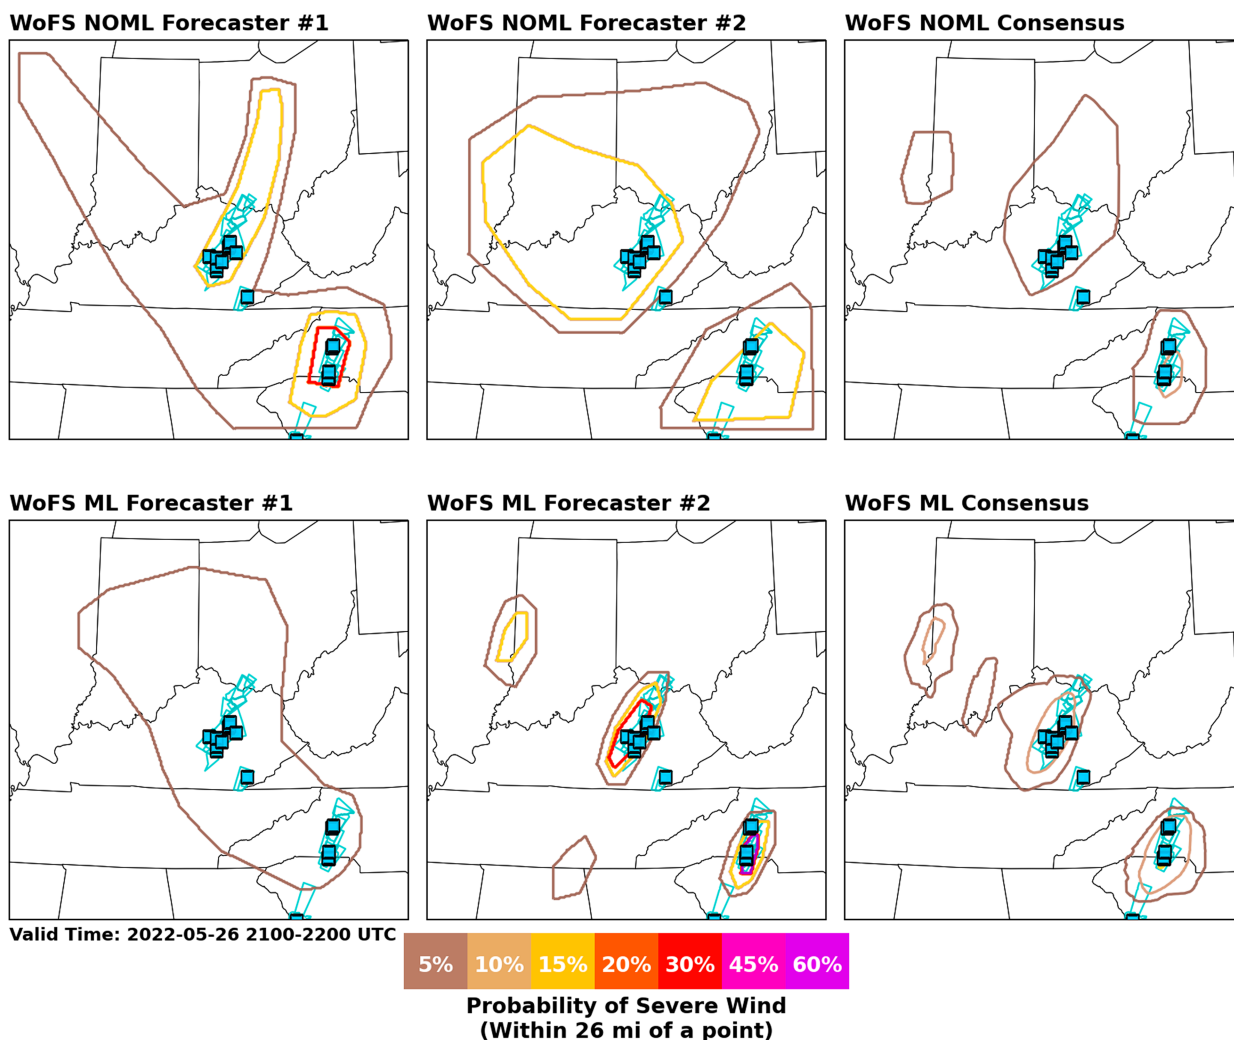 WoFS NOML Forecaster #1
WoFS NOML Forecaster #2
WoFS NOML Consensus
WoFS ML Forecaster #1
WoFS ML Forecaster #2
WoFS ML Consensus
Valid Time: 2022-05-26 2100-2200 UTC
5% 10% 15% 20% 30% 45% 60%
Probability of Severe Wind
(Within 26 mi of a point)